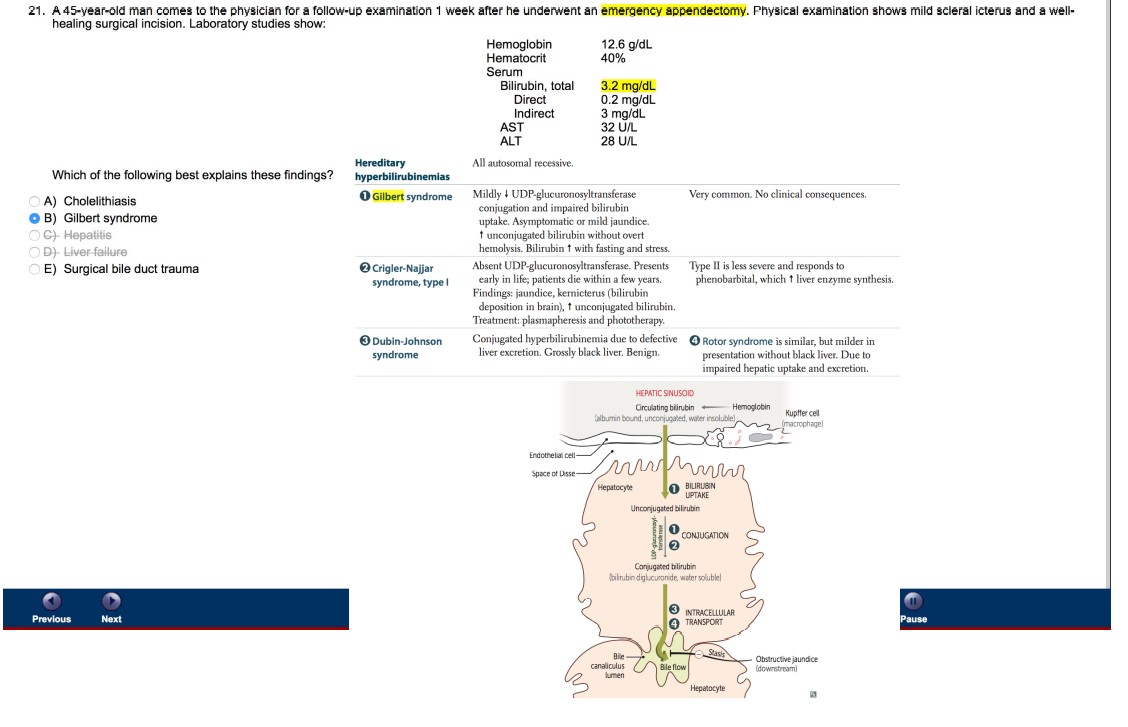 21. A 45-year-old man comes to the physician for a follow-up examination 1 week after he underwent an emergency appendectomy. Physical examination shows mild scleral icterus and a well-
healing surgical incision. Laboratory studies show:
Hemoglobin 12.6 g/dL
Hematocrit 40%
Serum
Bilirubin, total 3.2 mg/dL
Direct 0.2 mg/dL
Indirect 3 mg/dL
AST 32 U/L
ALT 28 U/L
Which of the following best explains these findings?
A) Cholelithiasis
B) Gilbert syndrome
C) Hepatitis
D) Liver failure
E) Surgical bile duct trauma
Hereditary
hyperbilirubinemias
All autosomal recessive.
1 Gilbert syndrome
Mildly ↓ UDP-glucuronosyltransferase
conjugation and impaired bilirubin
uptake. Asymptomatic or mild jaundice.
↑ unconjugated bilirubin without overt
hemolysis. Bilirubin ↑ with fasting and stress.
Very common. No clinical consequences.
2 Crigler-Najjar
syndrome, type I
Absent UDP-glucuronosyltransferase. Presents
early in life; patients die within a few years.
Findings: jaundice, kernicterus (bilirubin
deposition in brain), ↑ unconjugated bilirubin.
Treatment: plasmapheresis and phototherapy.
Type II is less severe and responds to
phenobarbital, which ↑ liver enzyme synthesis.
3 Dubin-Johnson
syndrome
Conjugated hyperbilirubinemia due to defective
liver excretion. Grossly black liver. Benign.
4 Rotor syndrome is similar, but milder in
presentation without black liver. Due to
impaired hepatic uptake and excretion.
HEPATIC SINUSOID
Circulating bilirubin
(albumin bound, unconjugated, water insoluble)
Hemoglobin
Kupffer cell
(macrophage)
Endothelial cell
Space of Disse
Hepatocyte
1 BILIRUBIN
UPTAKE
Unconjugated bilirubin
UDP-glucuronosyl-
transferase
1
2
CONJUGATION
Conjugated bilirubin
(bilirubin diglucuronide, water soluble)
3
4
INTRACELLULAR
TRANSPORT
Bile
canaliculus
lumen
Bile flow
Stasis
Obstructive jaundice
(downstream)
Hepatocyte
Previous
Next
Pause